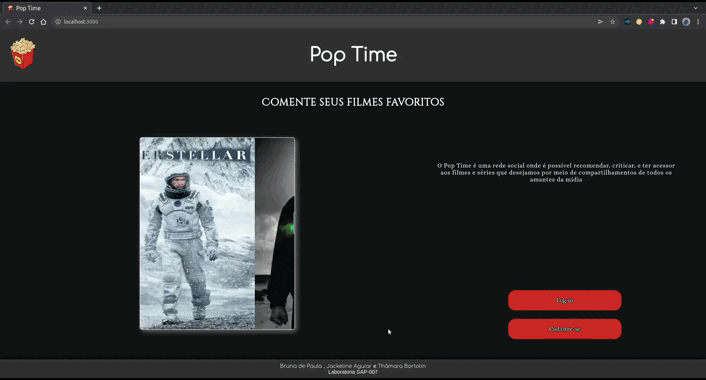 Pop Time
localhost:3000
Pop Time
COMENTE SEUS FILMES FAVORITOS
ERSTELLAR
O Pop Time é uma rede social onde é possível recomendar, criticar, e ter acessor
aos filmes e séries que desejamos por meio de compartilhamentos de todos os
amantes da mídia
Login
Cadastre-se
Bruna de Paula , Jackeline Aguiar e Thâmara Bortolin
Laboratoria SAP-007